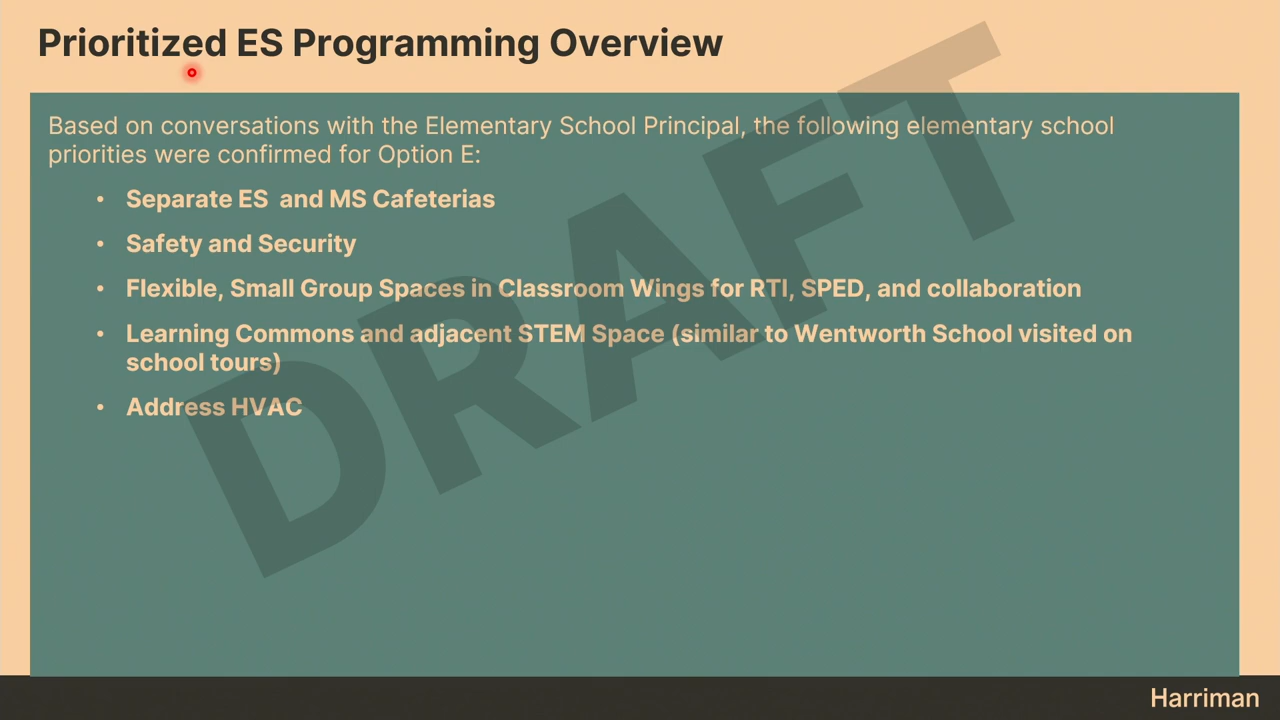 Prioritized ES Programming Overview
Based on conversations with the Elementary School Principal, the following elementary school
priorities were confirmed for Option E:
• Separate ES  and MS Cafeterias
• Safety and Security
• Flexible, Small Group Spaces in Classroom Wings for RTI, SPED, and collaboration
• Learning Commons and adjacent STEM Space (similar to Wentworth School visited on
school tours)
• Address HVAC
DRAFT
Harriman